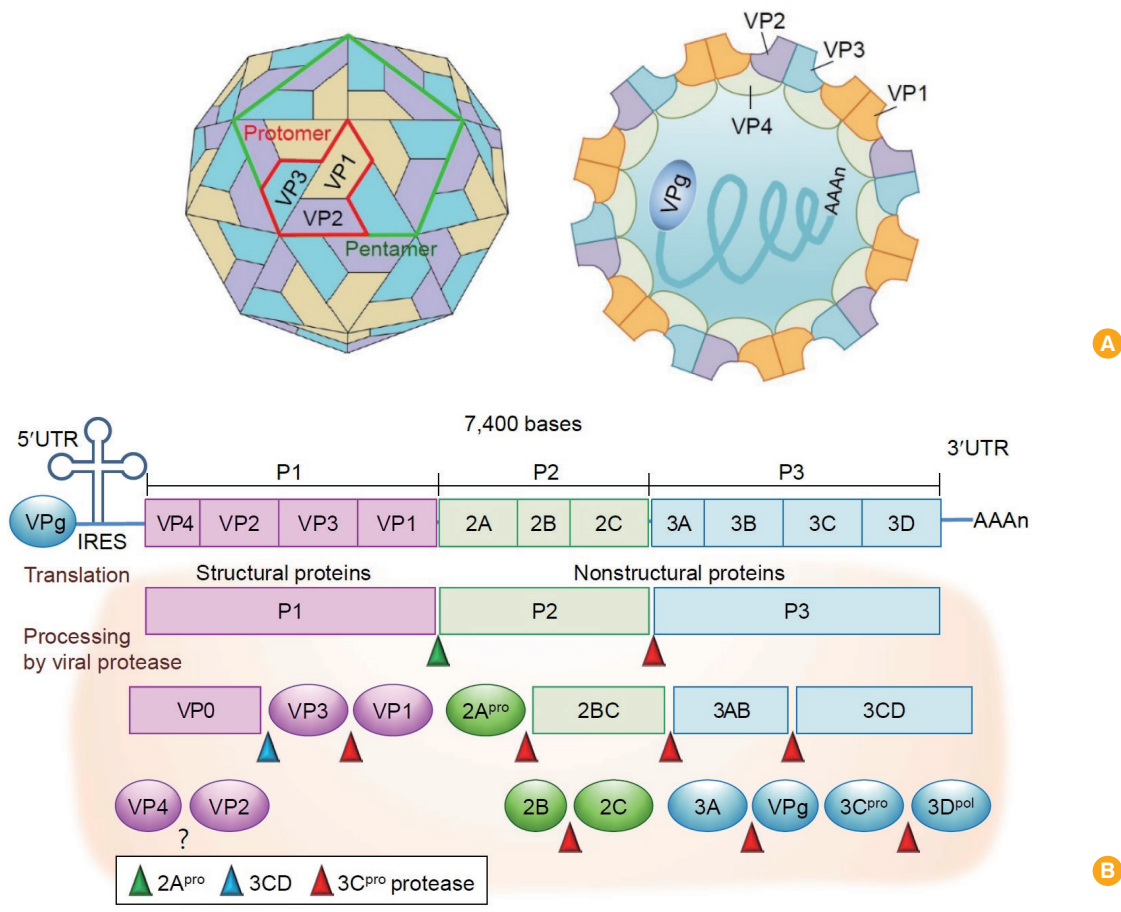 VP2
VP3
VP1
VP4
Protomer
VP3
VP1
VP2
Pentamer
VPg
AAAn
A
7,400 bases
5′UTR
3′UTR
P1
P2
P3
VPg
VP4
VP2
VP3
VP1
2A
2B
2C
3A
3B
3C
3D
AAAn
IRES
Translation
Structural proteins
Nonstructural proteins
P1
P2
P3
Processing
by viral protease
VP0
VP3
VP1
2Aᵖʳᵒ
2BC
3AB
3CD
VP4
VP2
2B
2C
3A
VPg
3Cᵖʳᵒ
3Dᵖᵒˡ
?
2Aᵖʳᵒ
3CD
3Cᵖʳᵒ protease
B